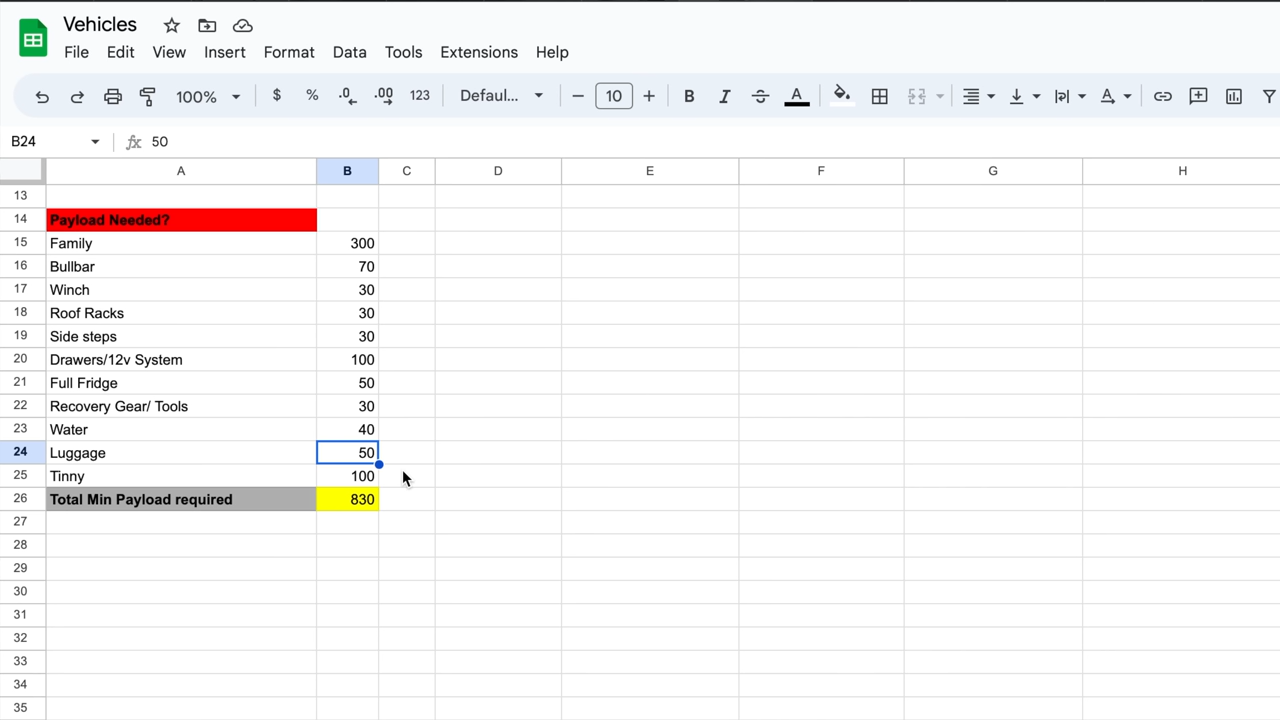 Vehicles
File Edit View Insert Format Data Tools Extensions Help
100% $ % .0 .00 123 Defaul... 10 B I A
B24 fx 50
A B C D E F G H
13
14 Payload Needed?
15 Family 300
16 Bullbar 70
17 Winch 30
18 Roof Racks 30
19 Side steps 30
20 Drawers/12v System 100
21 Full Fridge 50
22 Recovery Gear/ Tools 30
23 Water 40
24 Luggage 50
25 Tinny 100
26 Total Min Payload required 830
27
28
29
30
31
32
33
34
35